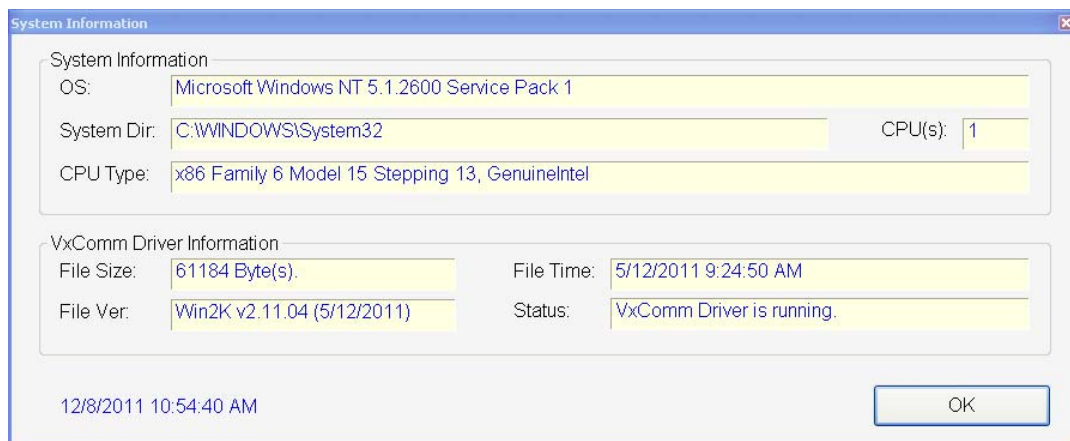 System Information
System Information
OS: Microsoft Windows NT 5.1.2600 Service Pack 1
System Dir: C:\WINDOWS\System32 CPU(s): 1
CPU Type: x86 Family 6 Model 15 Stepping 13, GenuineIntel
VxComm Driver Information
File Size: 61184 Byte(s). File Time: 5/12/2011 9:24:50 AM
File Ver: Win2K v2.11.04 (5/12/2011) Status: VxComm Driver is running.
12/8/2011 10:54:40 AM OK